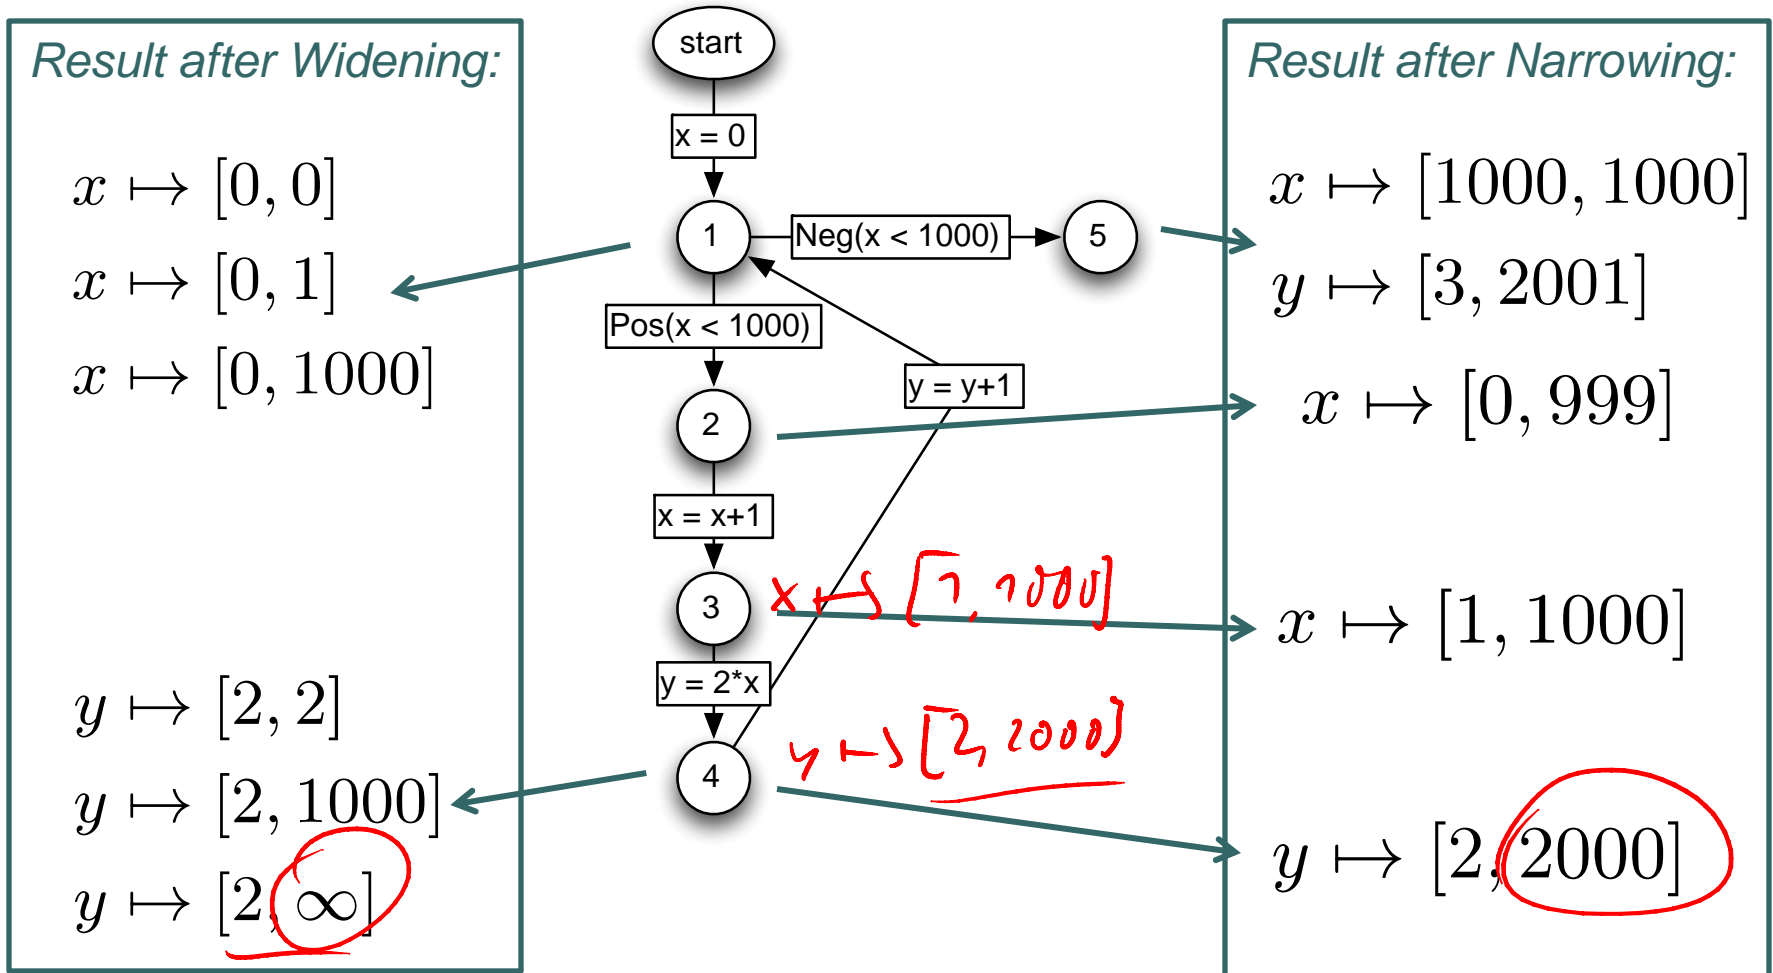 Result after Widening:
x ↦ [0, 0]
x ↦ [0, 1]
x ↦ [0, 1000]
y ↦ [2, 2]
y ↦ [2, 1000]
y ↦ [2, ∞]
start
x = 0
1
Neg(x < 1000)
5
Pos(x < 1000)
y = y+1
2
x = x+1
3
x ↦ [1, 1000]
y = 2*x
y ↦ [2, 2000]
4
Result after Narrowing:
x ↦ [1000, 1000]
y ↦ [3, 2001]
x ↦ [0, 999]
x ↦ [1, 1000]
y ↦ [2, 2000]